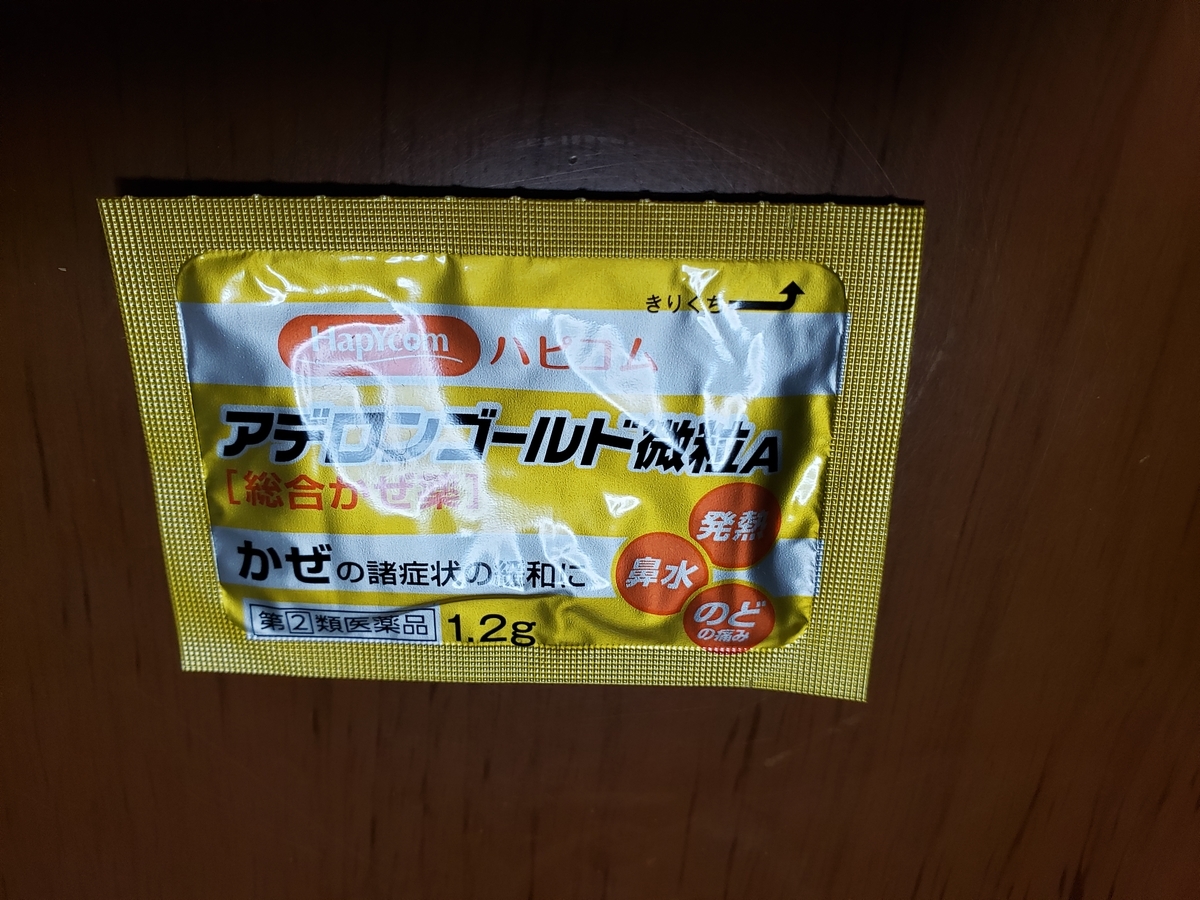 きりくち
Hapycom ハピコム
アデロンゴールド微粒A
[総合かぜ薬]
かぜの諸症状の緩和に
発熱
鼻水
のど
の痛み
第②類医薬品 1.2g